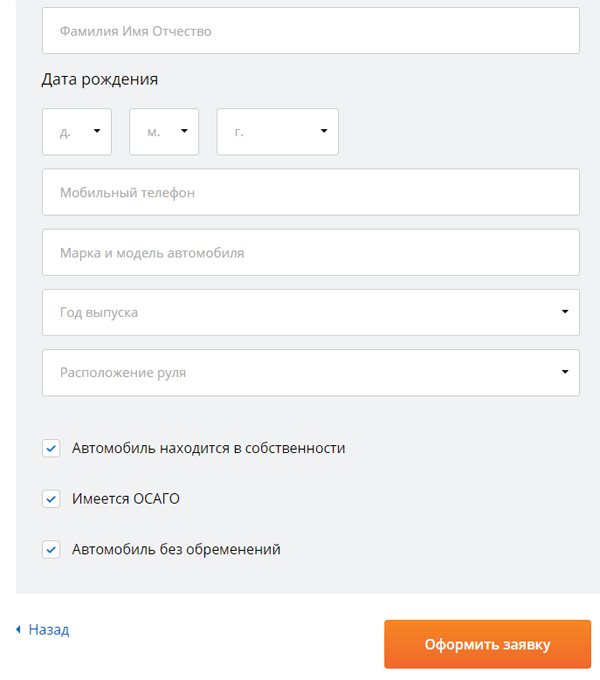 Фамилия Имя Отчество
Дата рождения
д. м. г.
Мобильный телефон
Марка и модель автомобиля
Год выпуска
Расположение руля
Автомобиль находится в собственности
Имеется ОСАГО
Автомобиль без обременений
Назад
Оформить заявку